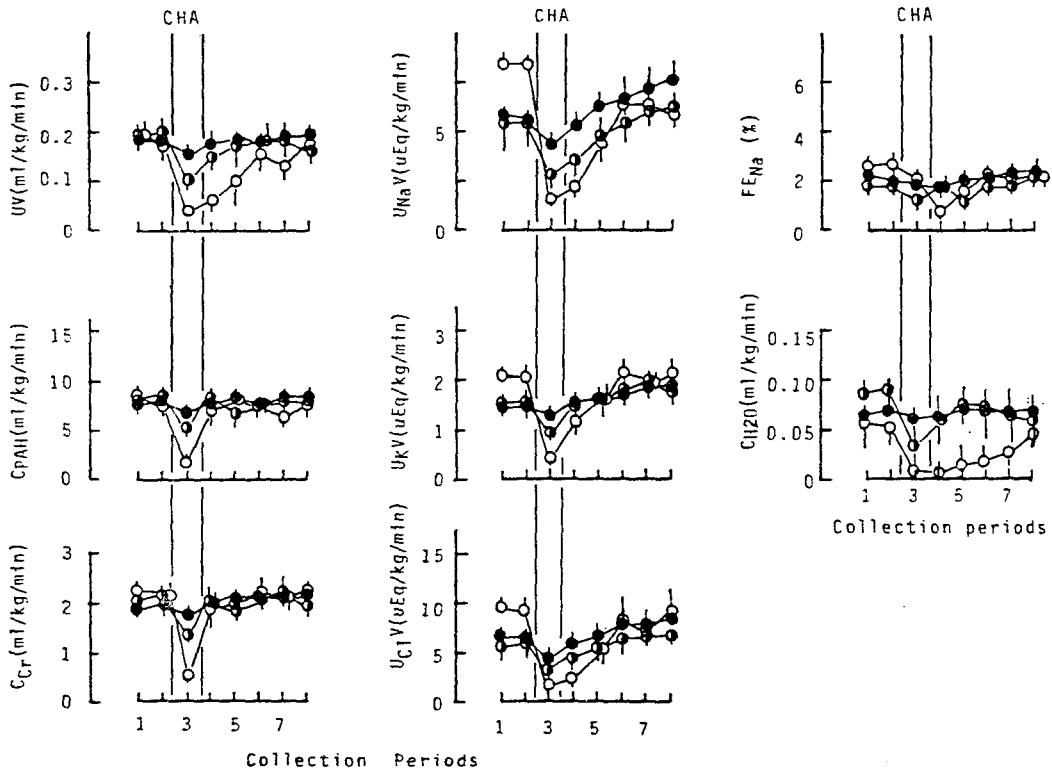 CHA
CHA
CHA
UV(ml/kg/min)
0.3
0.2
0.1
0
UNaV(uEq/kg/min)
5
0
FENa (%)
6
4
2
0
CPAH(ml/kg/min)
15
10
5
0
UKV(uEq/kg/min)
3
2
1
0
CH2O(ml/kg/min)
0.15
0.10
0.05
0
1 3 5 7
Collection periods
CCr(ml/kg/min)
3
2
1
0
1 3 5 7
UClV(uEq/kg/min)
15
10
5
0
1 3 5 7
Collection Periods